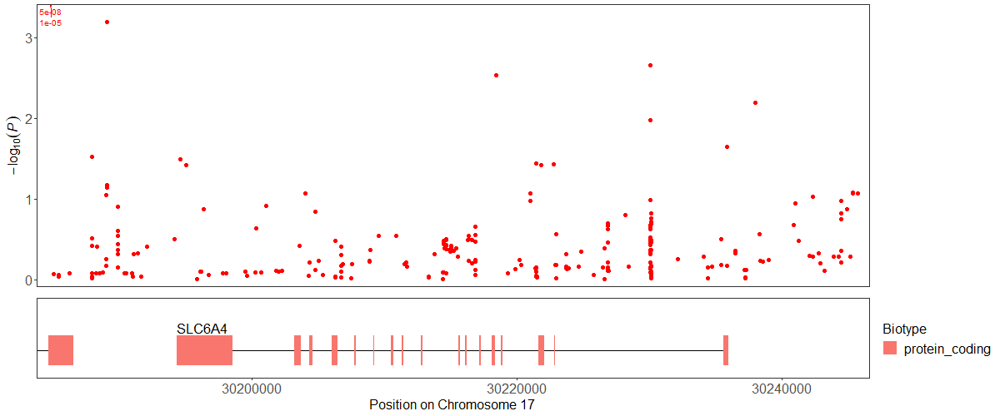 5e-08
1e-05
3
2
1
0
−log10(P)
SLC6A4
Biotype
protein_coding
30200000 30220000 30240000
Position on Chromosome 17